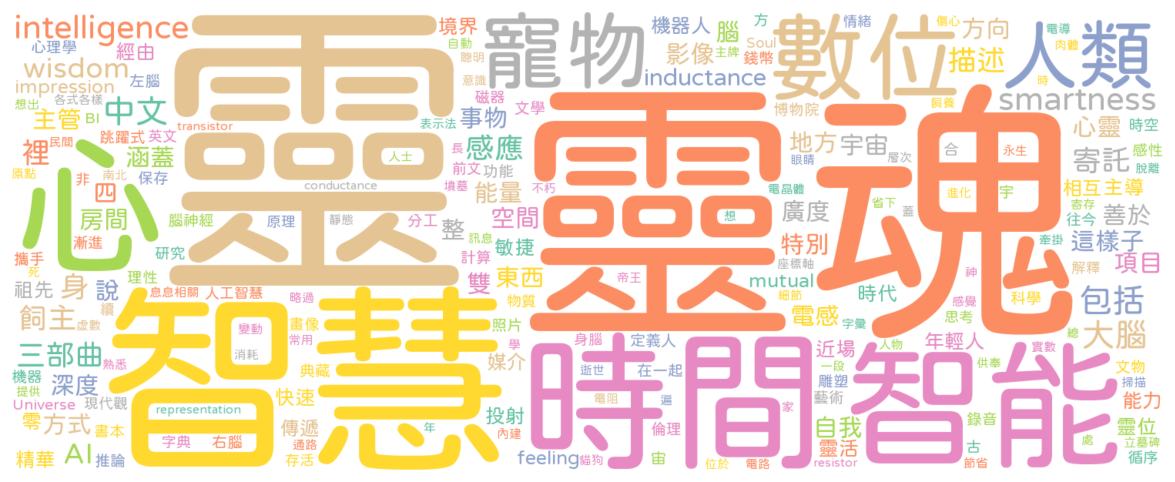 intelligence
心理學
經由
wisdom
impression
左腦
想出
各式各樣
中文
主管
BI
跳躍式
英文
transistor
民間
裡
涵蓋
原點
非
南北
四
保存
心
房間
腦神經
漸進
研究
攜手
死
理性
祖先
身
說
息息相關
人工智慧
飼主
續
虛數
靈
人士
conductance
原理
靜態
分工
整
境界
自動
聰明
意識
磁器
事物
文學
表示法
長
感應
前文
功能
墳墓
能量
不朽
空間
訊息
敏捷
計算
雙
東西
略過
物質
寵物
機器人
腦
方
情緒
影像
主牌
Soul
錢幣
inductance
數位
傷心
方向
電導
肉體
描述
人類
時
飼養
smartness
博物院
地方
宇宙
眼睛
層次
心靈
時空
寄託
感性
脫離
電晶體
省下
相互
主導
寄存
往今
善於
廣度
蓋
牽掛
這樣子
特別
座標軸
解釋
項目
mutual
細節
時代
電感
字彙
感覺
思考
科學
包括
大腦
靈魂
想
帝王
合
永生
進化
宇
神
三部曲
熟悉
機器
深度
提供
Universe
現代觀
零
方式
書本
精華
AI
推論
智慧
變動
消耗
representation
字典
右腦
畫像
常用
照片
學
典藏
媒介
快速
傳遞
投射
通路
年
內建
存活
feeling
時間
身腦
定義人
逝世
在一起
電阻
遍
倫理
貓狗
宙
位於
家
電路
近場
年輕人
人物
實數
總
一段
供奉
文物
雕塑
掃描
藝術
能力
自我
錄音
靈位
靈活
古
處
立墓碑
resistor
節省
循序
智能